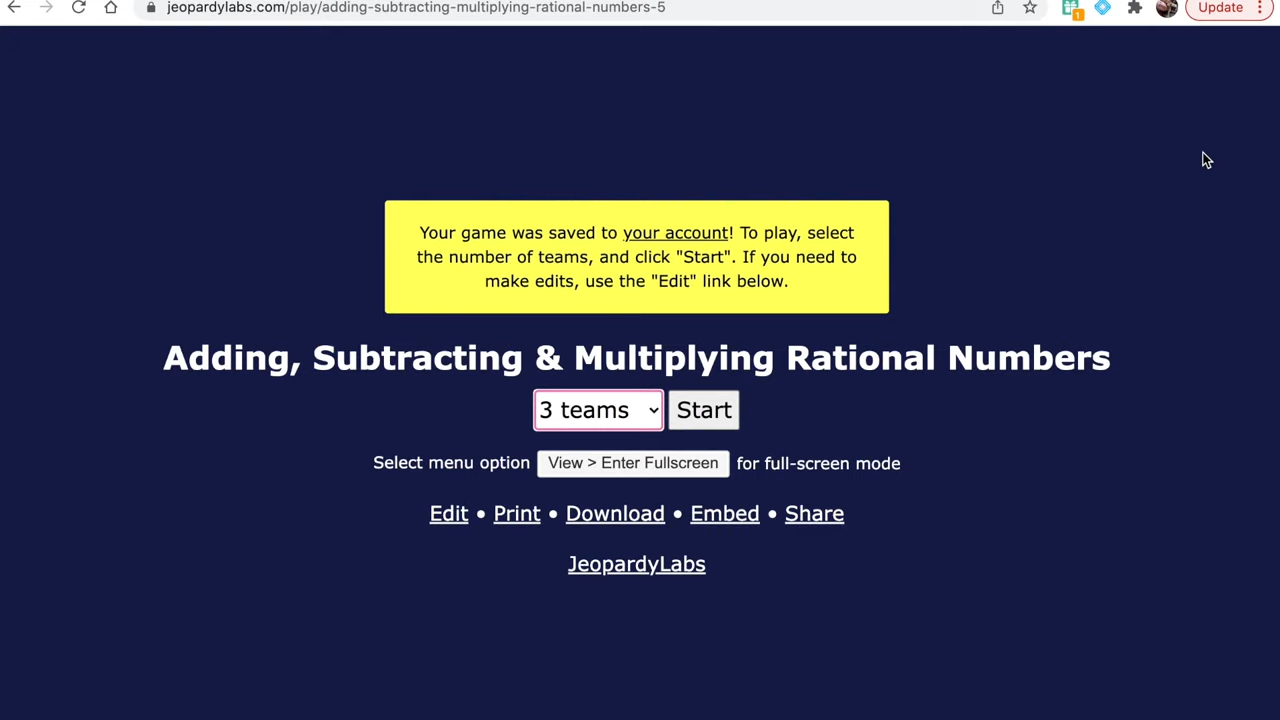 jeopardylabs.com/play/adding-subtracting-multiplying-rational-numbers-5
1
Update
Your game was saved to your account! To play, select
the number of teams, and click "Start". If you need to
make edits, use the "Edit" link below.
Adding, Subtracting & Multiplying Rational Numbers
3 teams Start
Select menu option View > Enter Fullscreen for full-screen mode
Edit • Print • Download • Embed • Share
JeopardyLabs